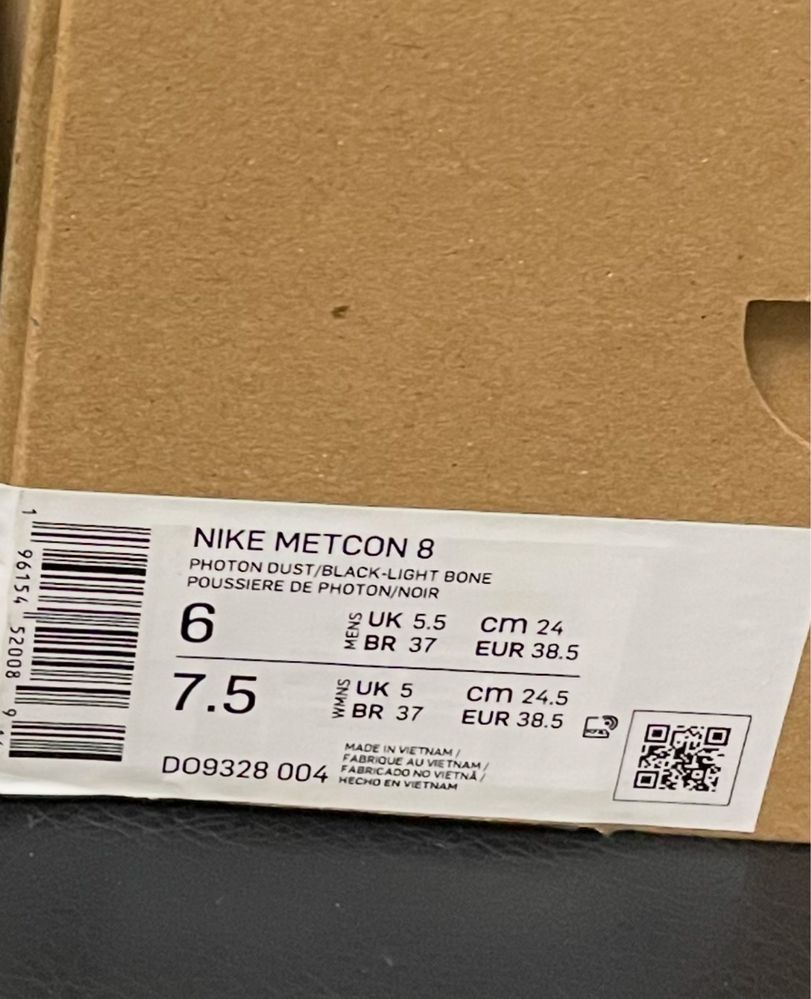 NIKE METCON 8
PHOTON DUST/BLACK-LIGHT BONE
POUSSIERE DE PHOTON/NOIR
6
MENS
UK 5.5 cm 24
BR 37 EUR 38.5
7.5
WMNS
UK 5 cm 24.5
BR 37 EUR 38.5
DO9328 004
MADE IN VIETNAM /
FABRIQUE AU VIETNAM /
FABRICADO NO VIETNÃ /
HECHO EN VIETNAM
1 96154 52008 9